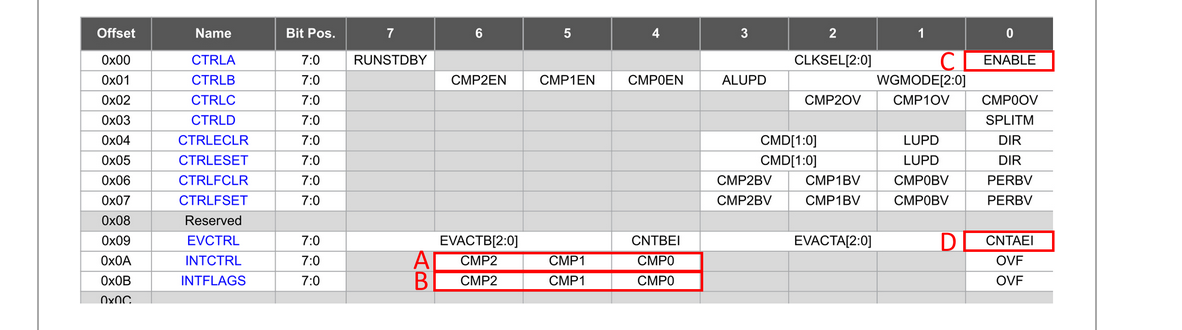 Offset Name Bit Pos. 7 6 5 4 3 2 1 0
0x00 CTRLA 7:0 RUNSTDBY CLKSEL[2:0] C ENABLE
0x01 CTRLB 7:0 CMP2EN CMP1EN CMP0EN ALUPD WGMODE[2:0]
0x02 CTRLC 7:0 CMP2OV CMP1OV CMP0OV
0x03 CTRLD 7:0 SPLITM
0x04 CTRLECLR 7:0 CMD[1:0] LUPD DIR
0x05 CTRLESET 7:0 CMD[1:0] LUPD DIR
0x06 CTRLFCLR 7:0 CMP2BV CMP1BV CMP0BV PERBV
0x07 CTRLFSET 7:0 CMP2BV CMP1BV CMP0BV PERBV
0x08 Reserved
0x09 EVCTRL 7:0 EVACTB[2:0] CNTBEI EVACTA[2:0] D CNTAEI
0x0A INTCTRL 7:0 A CMP2 CMP1 CMP0 OVF
0x0B INTFLAGS 7:0 B CMP2 CMP1 CMP0 OVF
0x0C